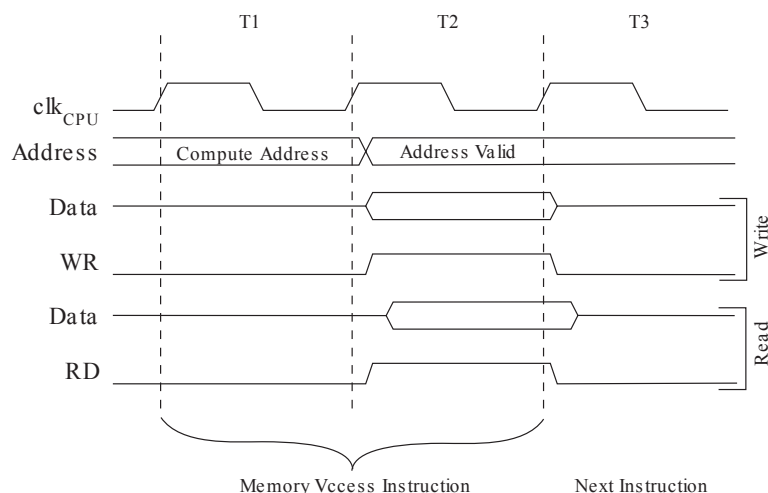 T1 T2 T3
clkCPU
Address Compute Address Address Valid
Data
WR
Write
Data
RD
Read
Memory Vccess Instruction Next Instruction